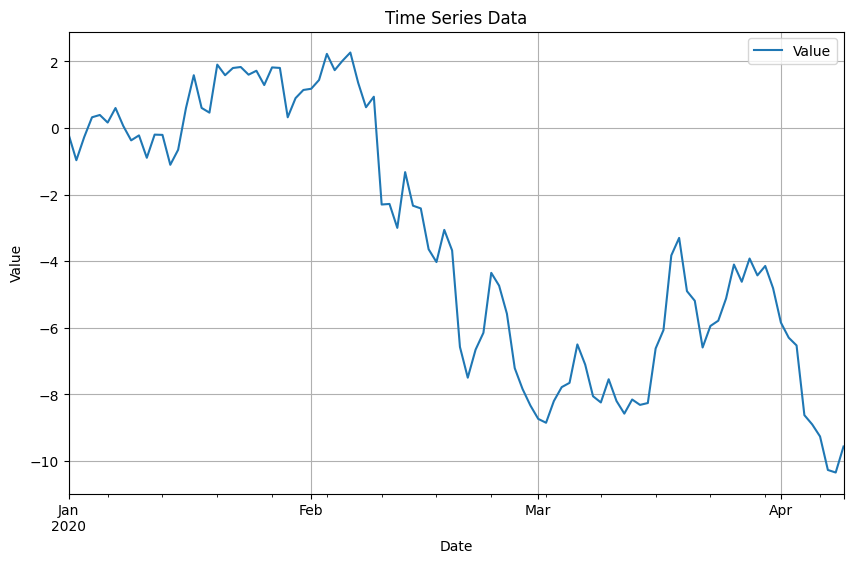 Time Series Data
Value
Value
2
0
−2
−4
−6
−8
−10
Jan
2020
Feb
Mar
Apr
Date